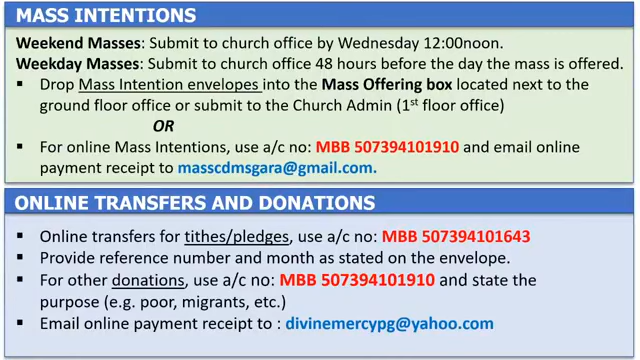 MASS INTENTIONS
Weekend Masses: Submit to church office by Wednesday 12:00noon.
Weekday Masses: Submit to church office 48 hours before the day the mass is offered.
▪ Drop Mass Intention envelopes into the Mass Offering box located next to the
ground floor office or submit to the Church Admin (1st floor office)
OR
▪ For online Mass Intentions, use a/c no: MBB 507394101910 and email online
payment receipt to masscdmsgara@gmail.com.
ONLINE TRANSFERS AND DONATIONS
▪ Online transfers for tithes/pledges, use a/c no: MBB 507394101643
▪ Provide reference number and month as stated on the envelope.
▪ For other donations, use a/c no: MBB 507394101910 and state the
purpose (e.g. poor, migrants, etc.)
▪ Email online payment receipt to : divinemercypg@yahoo.com